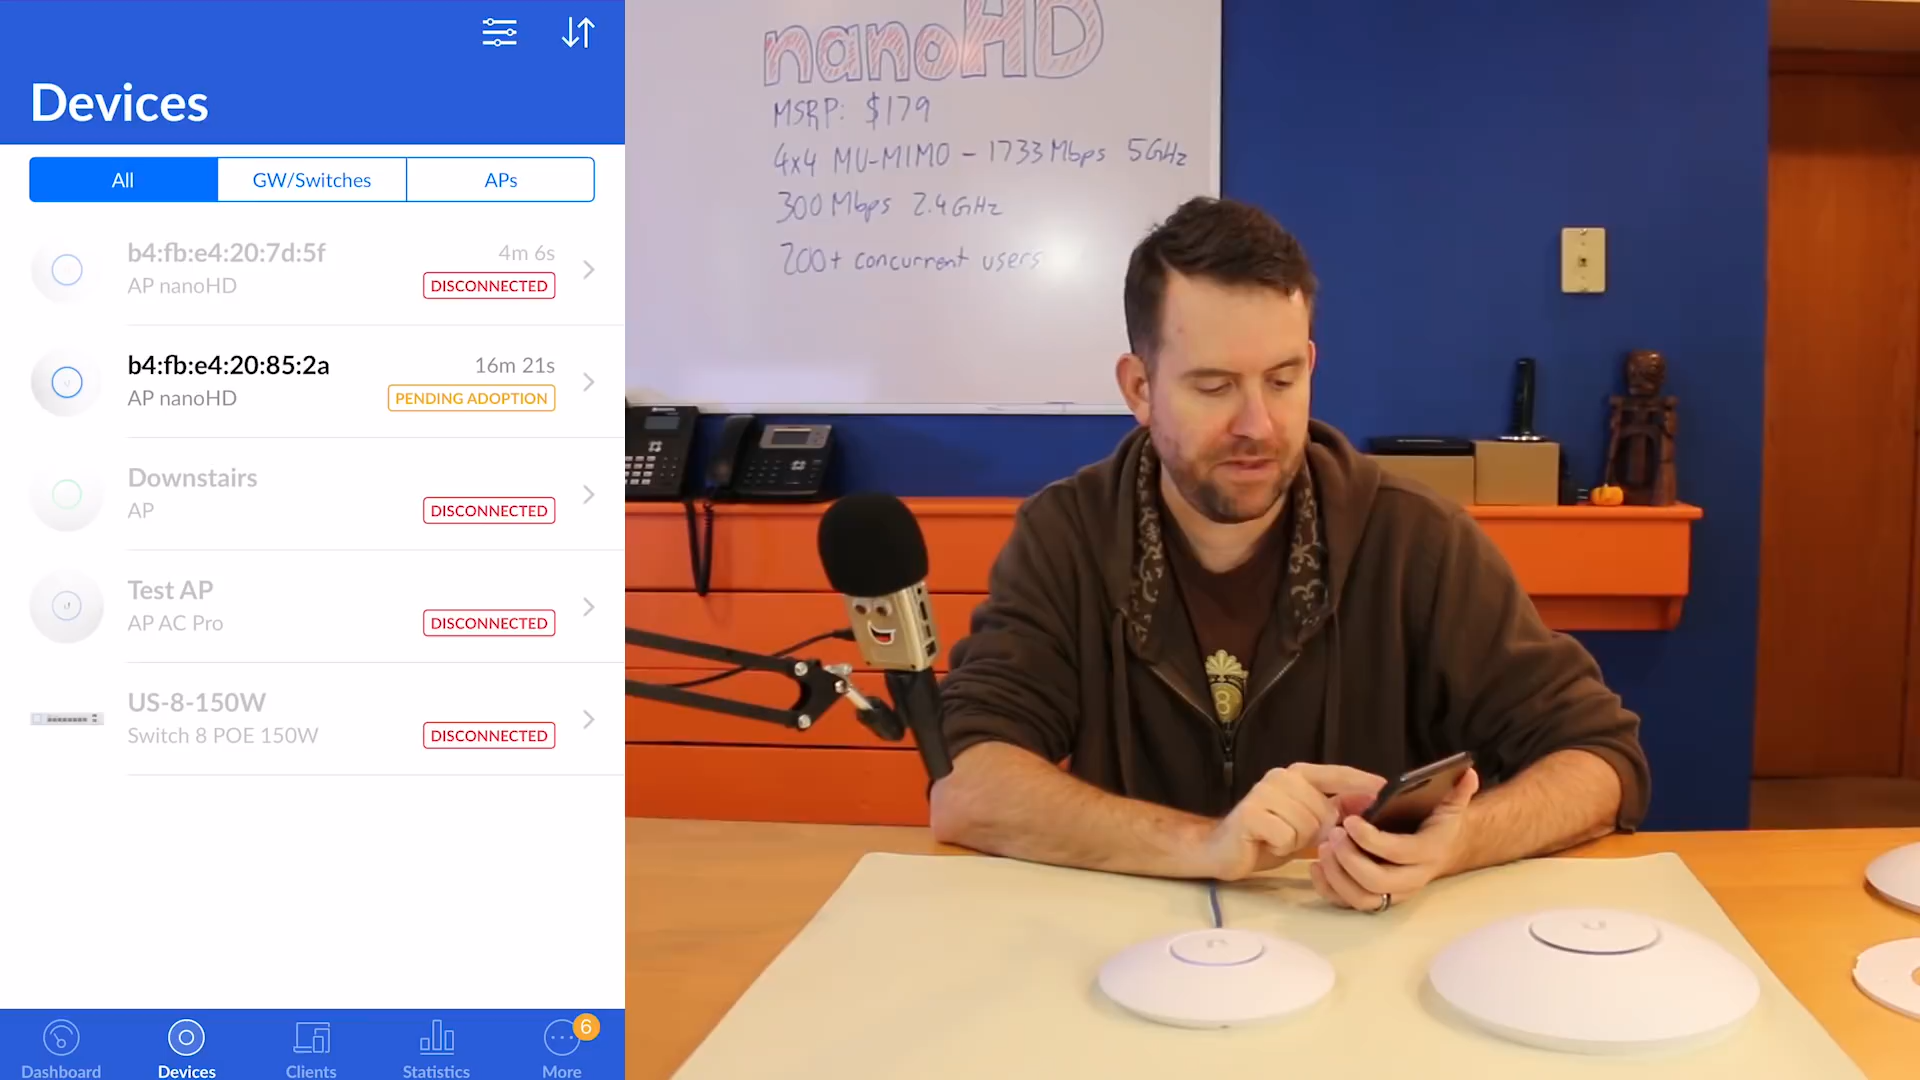 Devices
All
GW/Switches
APs
b4:fb:e4:20:7d:5f
4m 6s
AP nanoHD
DISCONNECTED
b4:fb:e4:20:85:2a
16m 21s
AP nanoHD
PENDING ADOPTION
Downstairs
AP
DISCONNECTED
Test AP
AP AC Pro
DISCONNECTED
US-8-150W
Switch 8 POE 150W
DISCONNECTED
Dashboard
Devices
Clients
Statistics
6
More
nanoHD
MSRP: $179
4x4 MU-MIMO - 1733 Mbps 5GHz
300 Mbps 2.4GHz
200+ concurrent users
8